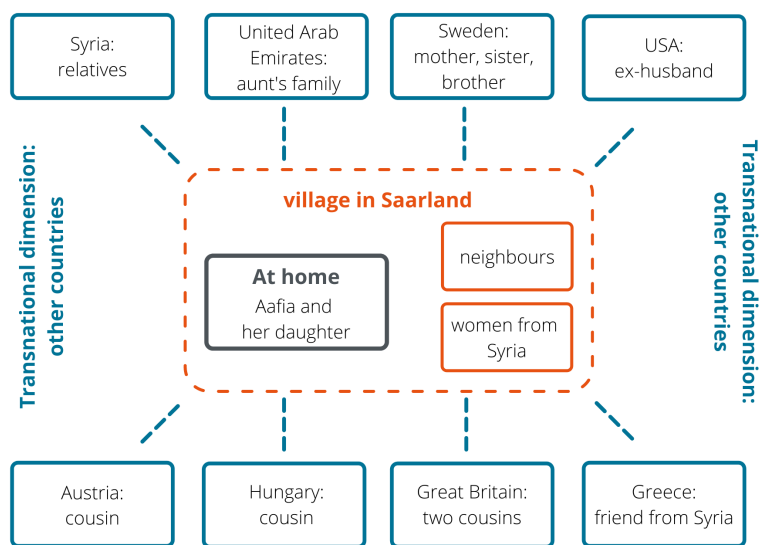 Syria:
relatives
United Arab
Emirates:
aunt's family
Sweden:
mother, sister,
brother
USA:
ex-husband
Transnational dimension:
other countries
village in Saarland
At home
Aafia and
her daughter
neighbours
women from
Syria
Transnational dimension:
other countries
Austria:
cousin
Hungary:
cousin
Great Britain:
two cousins
Greece:
friend from Syria